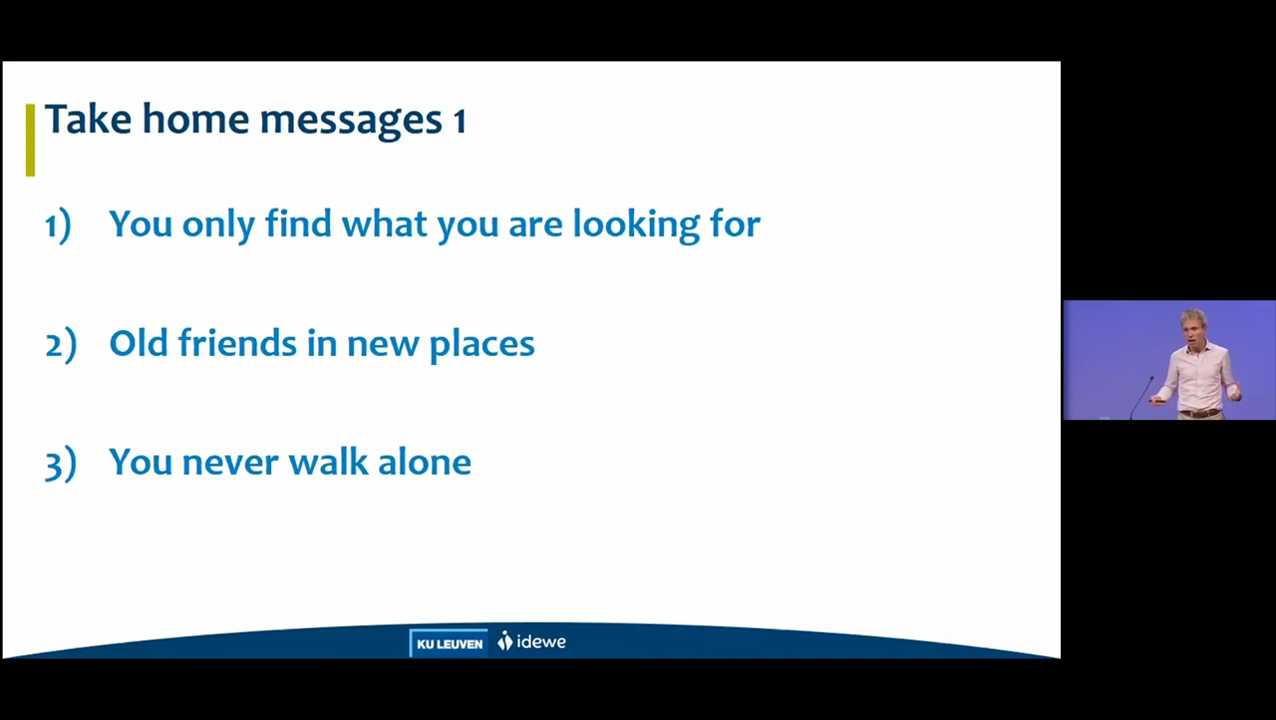 Take home messages 1
1) You only find what you are looking for
2) Old friends in new places
3) You never walk alone
KU LEUVEN idewe